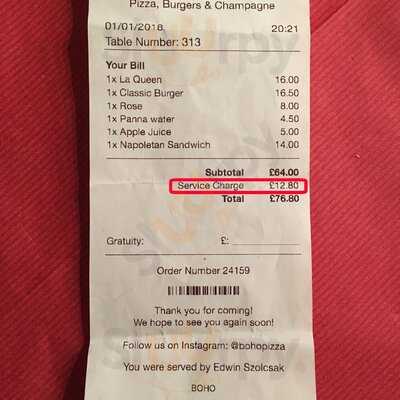 Pizza, Burgers & Champagne
01/01/2018 20:21
Table Number: 313
Your Bill
1x La Queen 16.00
1x Classic Burger 16.50
1x Rose 8.00
1x Panna water 4.50
1x Apple Juice 5.00
1x Napoletan Sandwich 14.00
Subtotal £64.00
Service Charge £12.80
Total £76.80
Gratuity: £:
Order Number 24159
Thank you for coming!
We hope to see you again soon!
Follow us on Instagram: @bohopizza
You were served by Edwin Szolcsak
BOHO